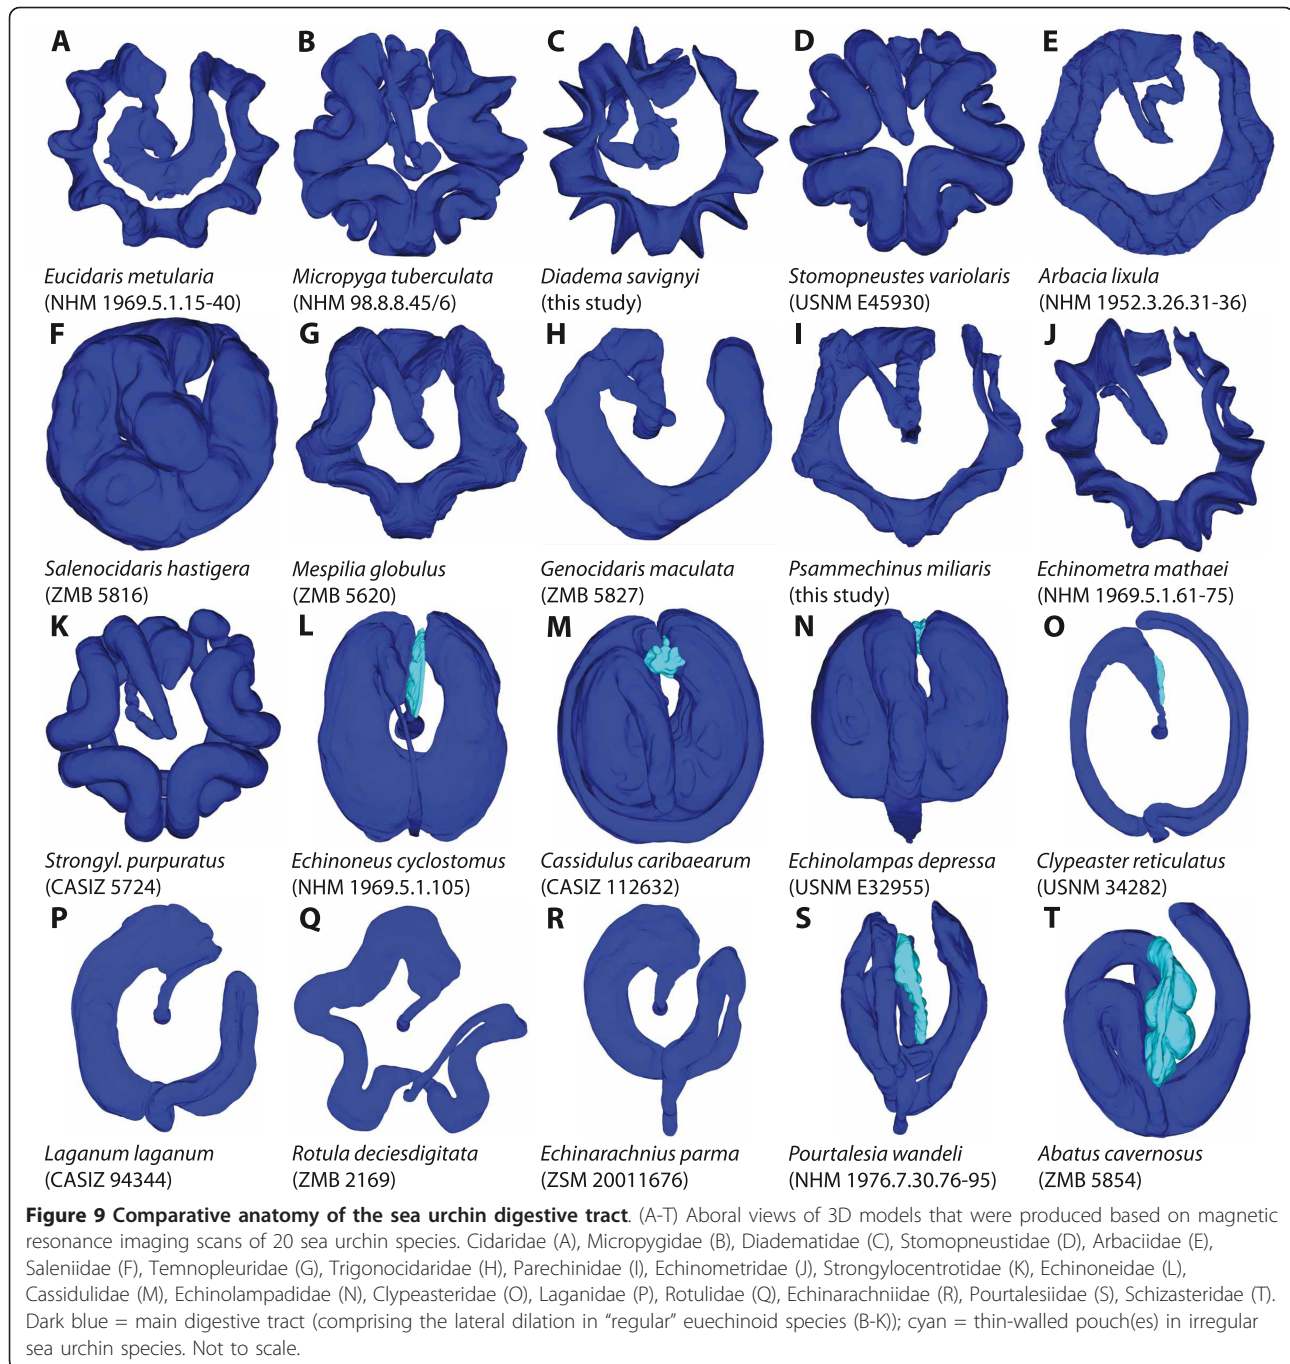 A B C D E
Eucidaris metularia Micropyga tuberculata Diadema savignyi Stomopneustes variolaris Arbacia lixula
(NHM 1969.5.1.15-40) (NHM 98.8.8.45/6) (this study) (USNM E45930) (NHM 1952.3.26.31-36)
F G H I J
Salenocidaris hastigera Mespilia globulus Genocidaris maculata Psammechinus miliaris Echinometra mathaei
(ZMB 5816) (ZMB 5620) (ZMB 5827) (this study) (NHM 1969.5.1.61-75)
K L M N O
Strongyl. purpuratus Echinoneus cyclostomus Cassidulus caribaearum Echinolampas depressa Clypeaster reticulatus
(CASIZ 5724) (NHM 1969.5.1.105) (CASIZ 112632) (USNM E32955) (USNM 34282)
P Q R S T
Laganum laganum Rotula deciesdigitata Echinarachnius parma Pourtalesia wandeli Abatus cavernosus
(CASIZ 94344) (ZMB 2169) (ZSM 20011676) (NHM 1976.7.30.76-95) (ZMB 5854)
Figure 9 Comparative anatomy of the sea urchin digestive tract. (A-T) Aboral views of 3D models that were produced based on magnetic
resonance imaging scans of 20 sea urchin species. Cidaridae (A), Micropygidae (B), Diadematidae (C), Stomopneustidae (D), Arbaciidae (E),
Saleniidae (F), Temnopleuridae (G), Trigonocidaridae (H), Parechinidae (I), Echinometridae (J), Strongylocentrotidae (K), Echinoneidae (L),
Cassidulidae (M), Echinolampadidae (N), Clypeasteridae (O), Laganidae (P), Rotulidae (Q), Echinarachniidae (R), Pourtalesiidae (S), Schizasteridae (T).
Dark blue = main digestive tract (comprising the lateral dilation in “regular” euechinoid species (B-K)); cyan = thin-walled pouch(es) in irregular
sea urchin species. Not to scale.